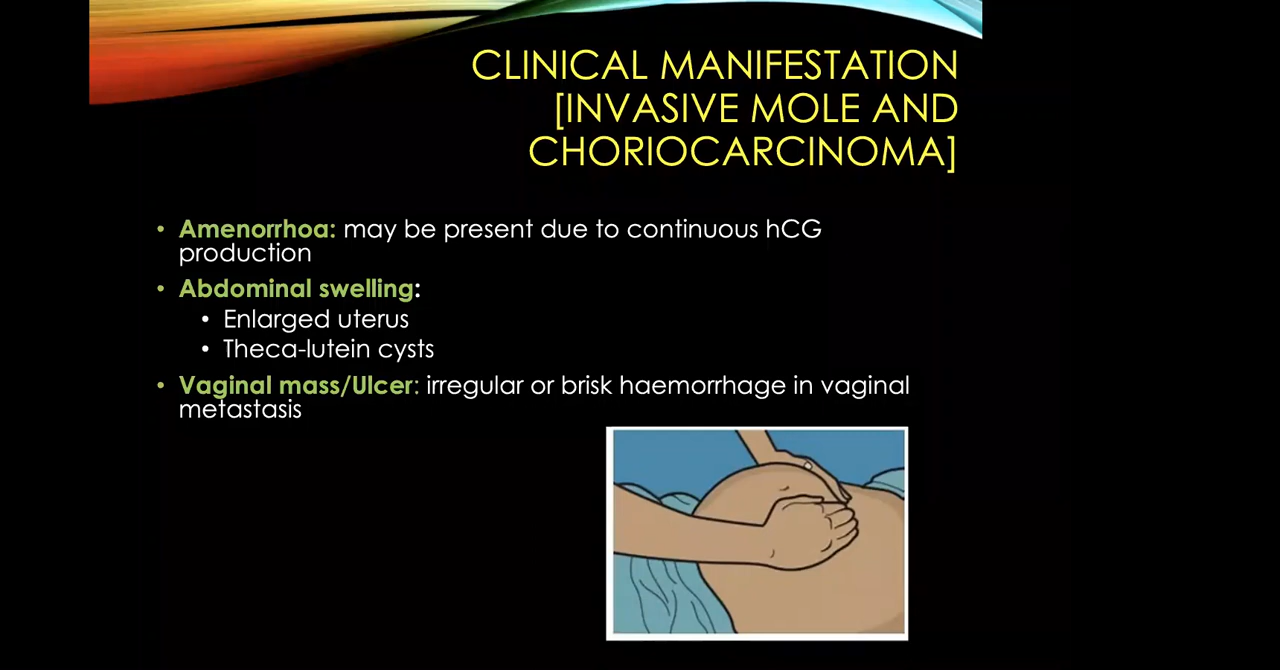 CLINICAL MANIFESTATION
[INVASIVE MOLE AND
CHORIOCARCINOMA]
• Amenorrhoa: may be present due to continuous hCG
production
• Abdominal swelling:
• Enlarged uterus
• Theca-lutein cysts
• Vaginal mass/Ulcer: irregular or brisk haemorrhage in vaginal
metastasis